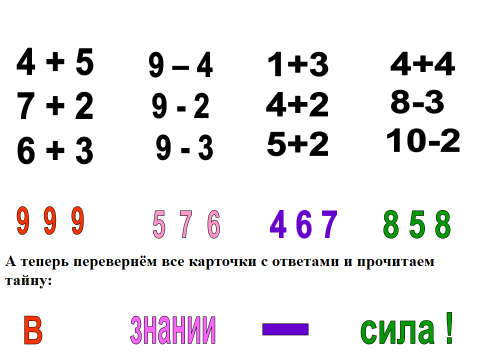 4 + 5 9 – 4 1+3 4+4
7 + 2 9 - 2 4+2 8-3
6 + 3 9 - 3 5+2 10-2
9 9 9 5 7 6 4 6 7 8 5 8
А теперь перевернём все карточки с ответами и прочитаем
тайну:
В знании — сила !